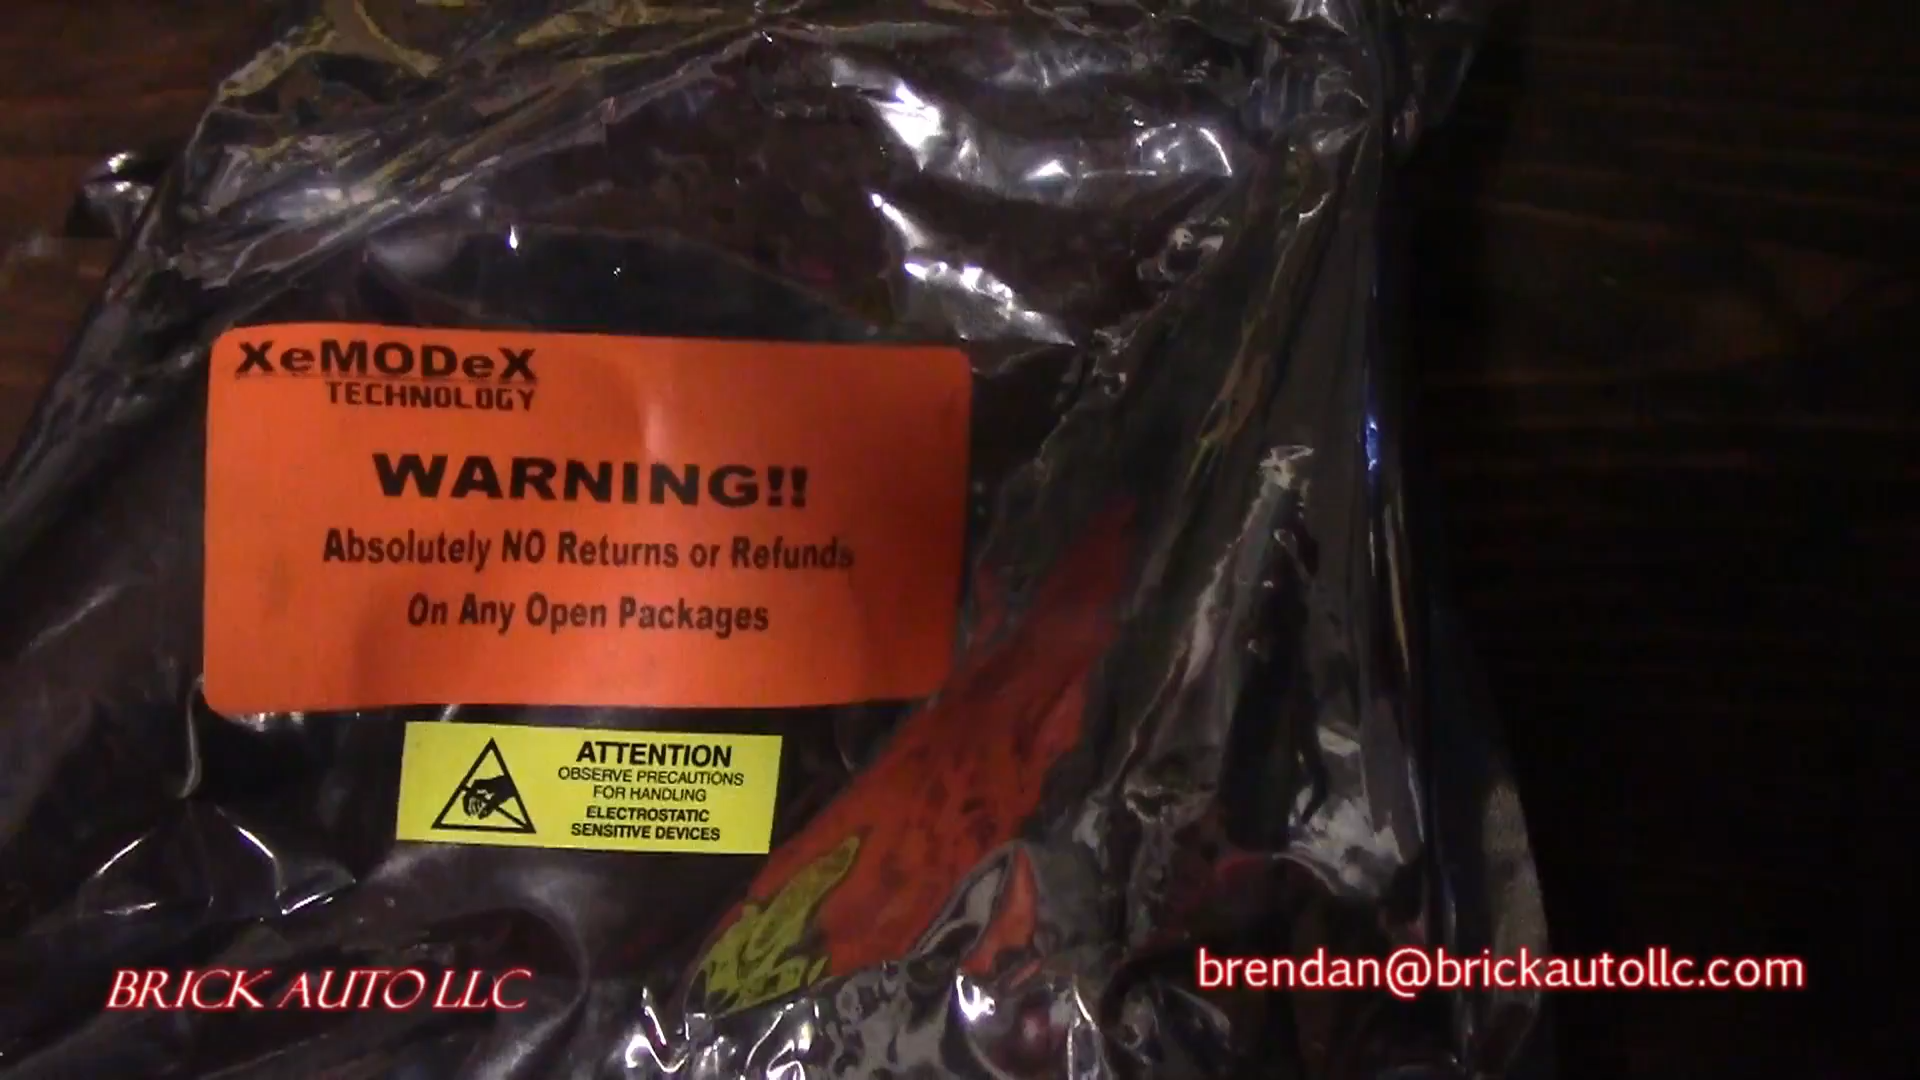 XeMODeX
TECHNOLOGY
WARNING!!
Absolutely NO Returns or Refunds
On Any Open Packages
ATTENTION
OBSERVE PRECAUTIONS
FOR HANDLING
ELECTROSTATIC
SENSITIVE DEVICES
BRICK AUTO LLC
brendan@brickautollc.com